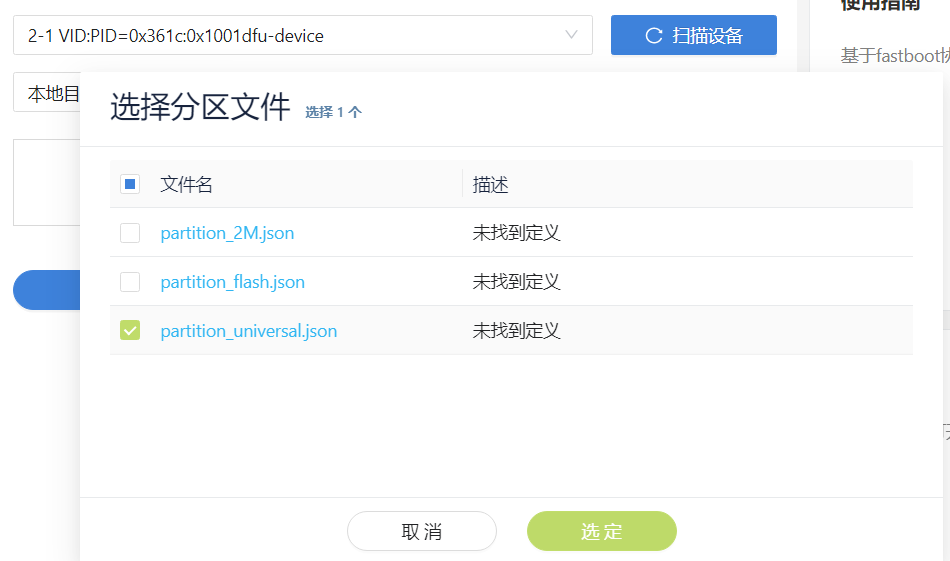 使用指南
2-1 VID:PID=0x361c:0x1001dfu-device
扫描设备
基于fastboot
本地目
选择分区文件 选择 1 个
文件名 描述
partition_2M.json 未找到定义
partition_flash.json 未找到定义
partition_universal.json 未找到定义
取 消 选 定